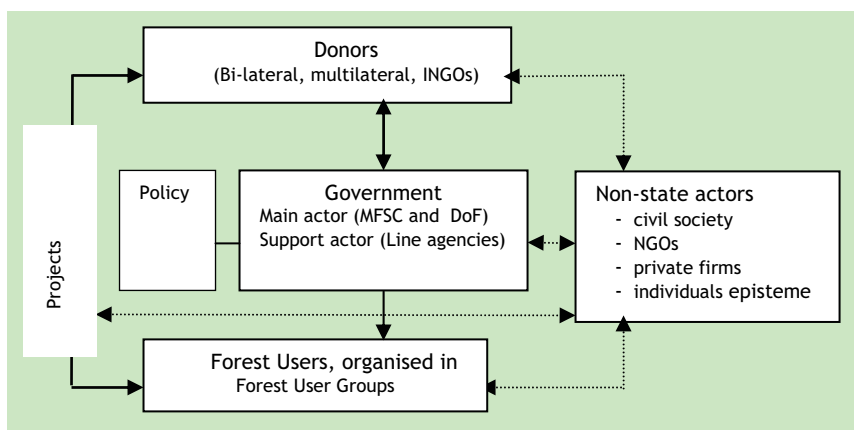 Donors
(Bi-lateral, multilateral, INGOs)
Projects
Policy
Government
Main actor (MFSC and DoF)
Support actor (Line agencies)
Non-state actors
- civil society
- NGOs
- private firms
- individuals episteme
Forest Users, organised in
Forest User Groups